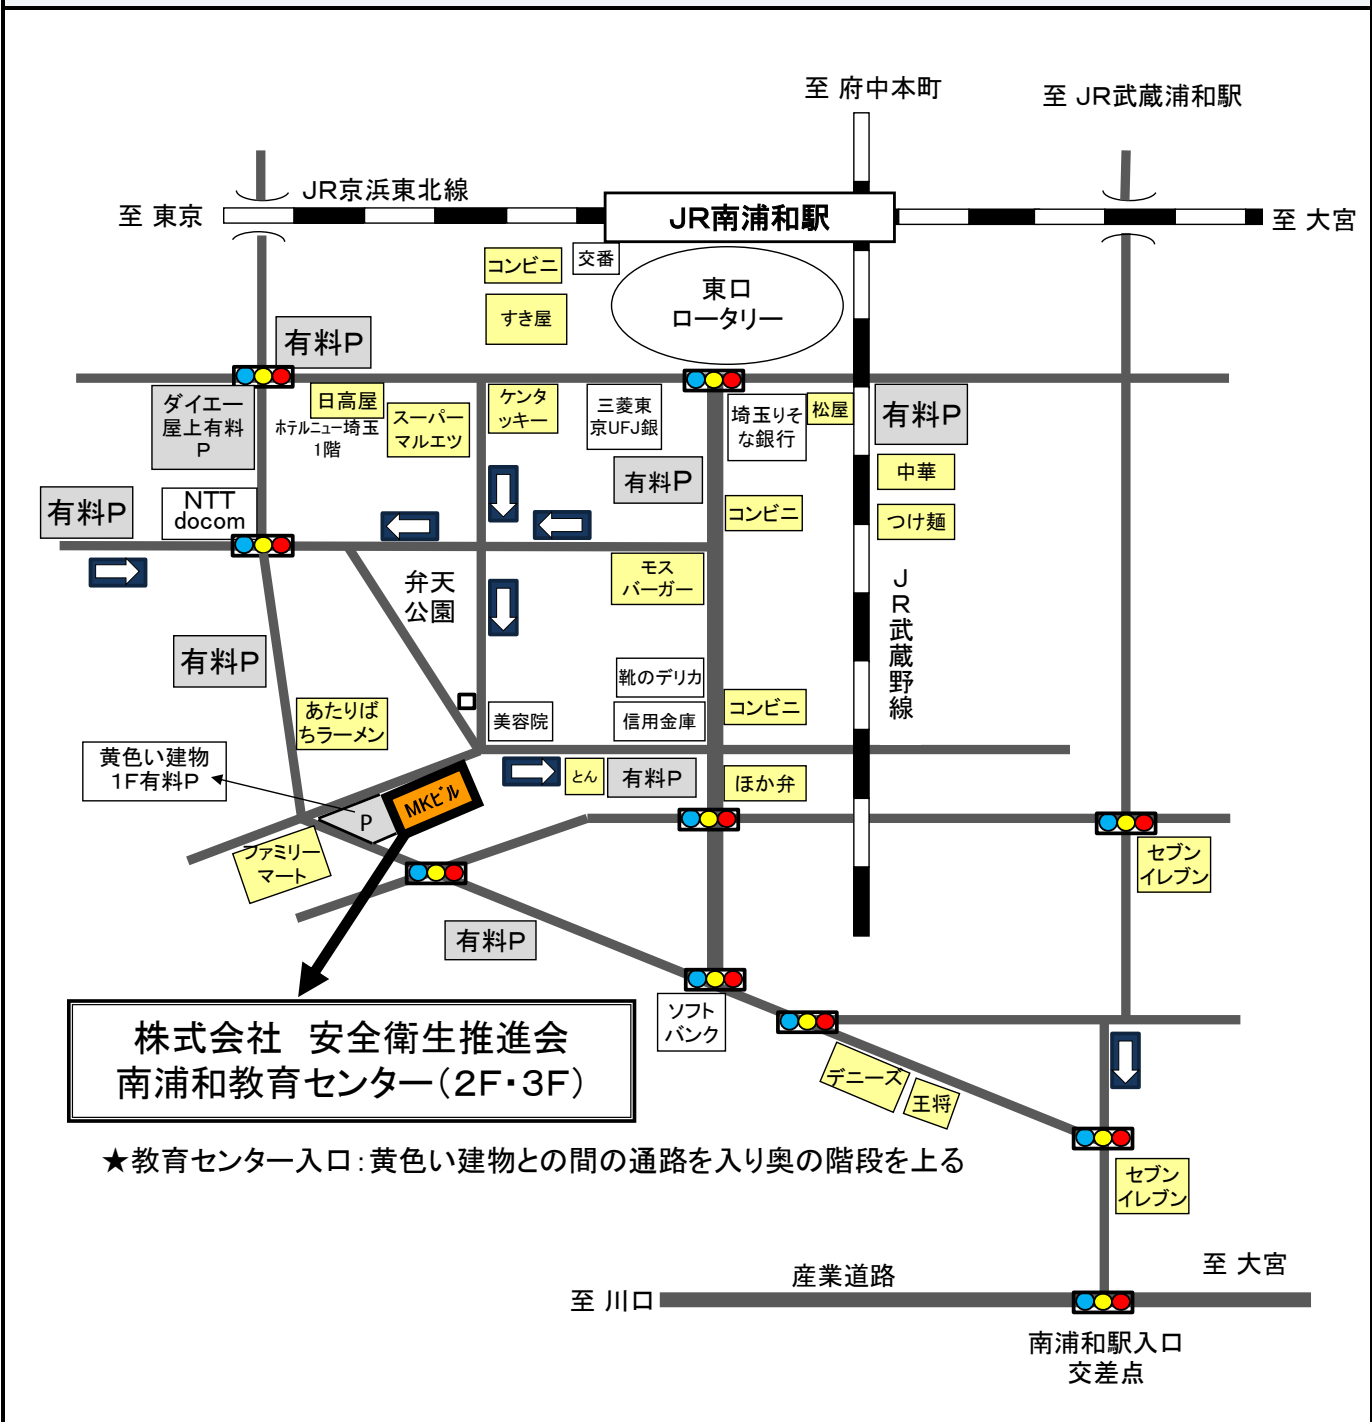 至 府中本町
至 JR武蔵浦和駅
JR京浜東北線
至 東京
JR南浦和駅
至 大宮
コンビニ
交番
東口
ロータリー
すき屋
有料P
ダイエー
屋上有料
P
日高屋
ホテルニュー埼玉
1階
スーパー
マルエツ
ケンタ
ッキー
三菱東
京UFJ銀
埼玉りそ
な銀行
松屋
有料P
有料P
中華
有料P
NTT
docom
コンビニ
つけ麺
弁天
公園
モス
バーガー
JR武蔵野線
有料P
靴のデリカ
あたりば
ちラーメン
美容院
信用金庫
コンビニ
黄色い建物
1F有料P
とん
有料P
ほか弁
MKビル
P
ファミリー
マート
セブン
イレブン
有料P
ソフト
バンク
株式会社 安全衛生推進会
南浦和教育センター(2F・3F)
デニーズ
王将
★教育センター入口:黄色い建物との間の通路を入り奥の階段を上る
セブン
イレブン
産業道路
至 大宮
至 川口
南浦和駅入口
交差点